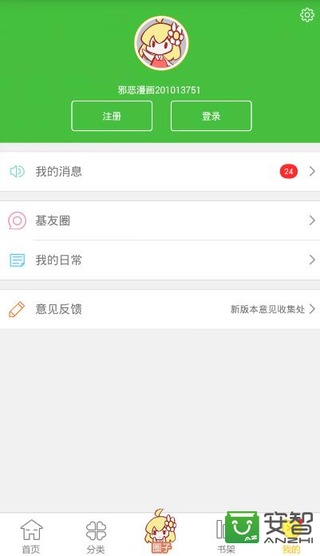 邪恶漫画201013751
注册
登录
我的消息
24
基友圈
我的日常
意见反馈
新版本意见收集处
首页
分类
圈子
书架
我的
AZ
安智
ANZHI